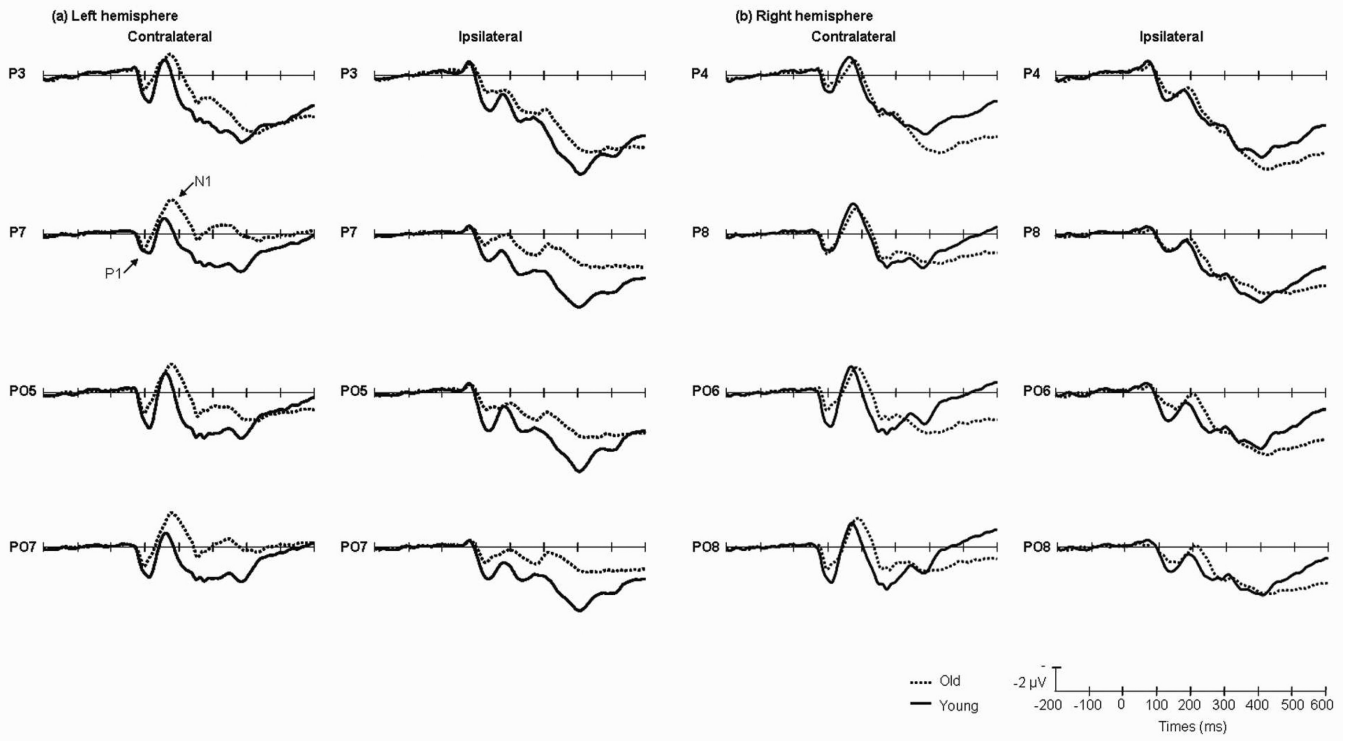 (a) Left hemisphere
(b) Right hemisphere
Contralateral
Ipsilateral
Contralateral
Ipsilateral
P3
P3
P4
P4
N1
P7
P7
P8
P8
P1
PO5
PO5
PO6
PO6
PO7
PO7
PO8
PO8
Old
Young
-2 µV
-200 -100 0 100 200 300 400 500 600
Times (ms)